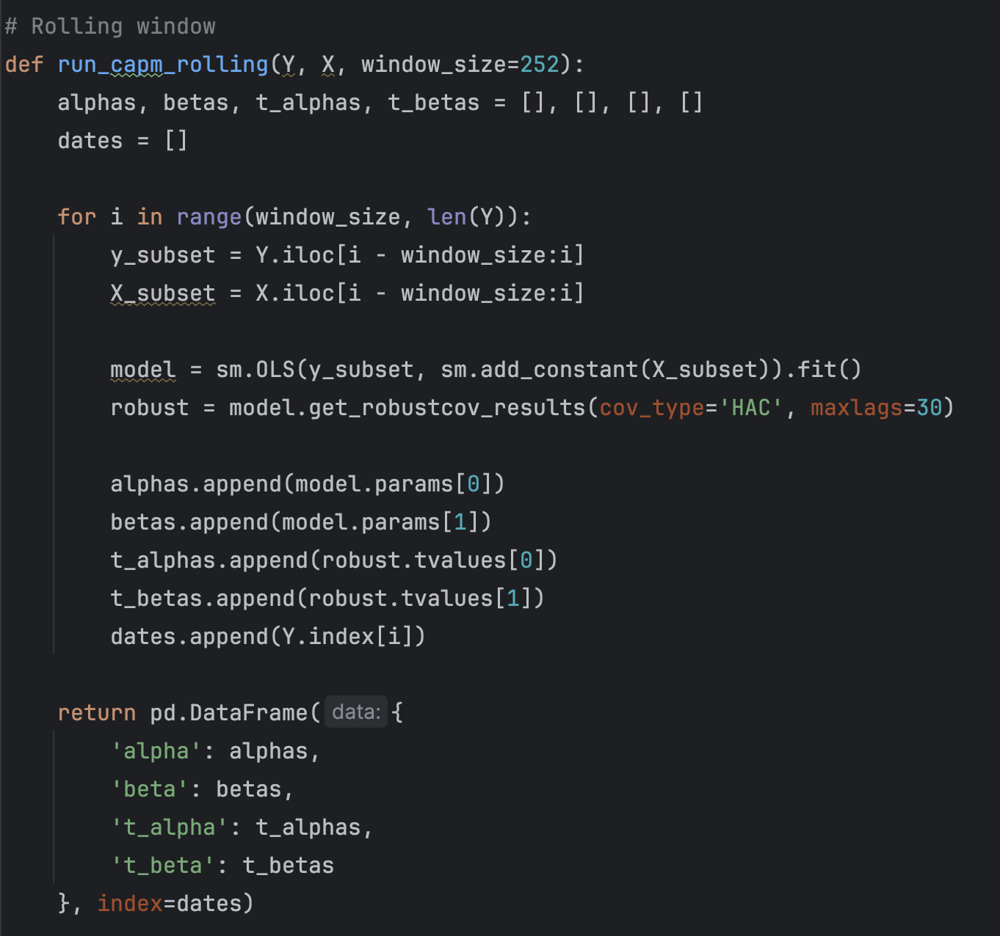 # Rolling window
def run_capm_rolling(Y, X, window_size=252):
    alphas, betas, t_alphas, t_betas = [], [], [], []
    dates = []

    for i in range(window_size, len(Y)):
        y_subset = Y.iloc[i - window_size:i]
        X_subset = X.iloc[i - window_size:i]

        model = sm.OLS(y_subset, sm.add_constant(X_subset)).fit()
        robust = model.get_robustcov_results(cov_type='HAC', maxlags=30)

        alphas.append(model.params[0])
        betas.append(model.params[1])
        t_alphas.append(robust.tvalues[0])
        t_betas.append(robust.tvalues[1])
        dates.append(Y.index[i])

    return pd.DataFrame( data: {
        'alpha': alphas,
        'beta': betas,
        't_alpha': t_alphas,
        't_beta': t_betas
    }, index=dates)